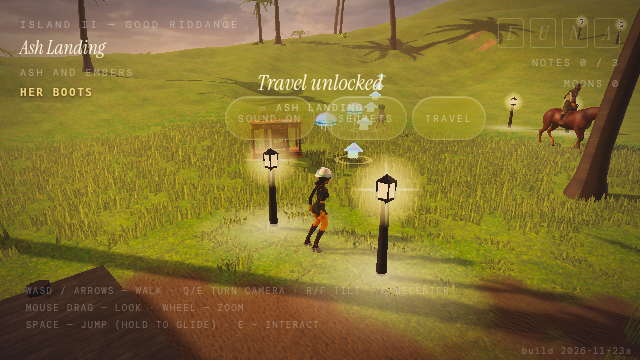 ISLAND II — GOOD RIDDANCE
Ash Landing
ASH AND EMBERS
HER BOOTS
L U N A
NOTES 0 / 3
MOONS 0
Travel unlocked
ASH LANDING
SOUND ON
SECRETS
TRAVEL
WASD / ARROWS — WALK · Q/E TURN CAMERA · R/F TILT
MOUSE DRAG — LOOK · WHEEL — ZOOM
SPACE — JUMP (HOLD TO GLIDE) · E — INTERACT
build 2026-11-23a